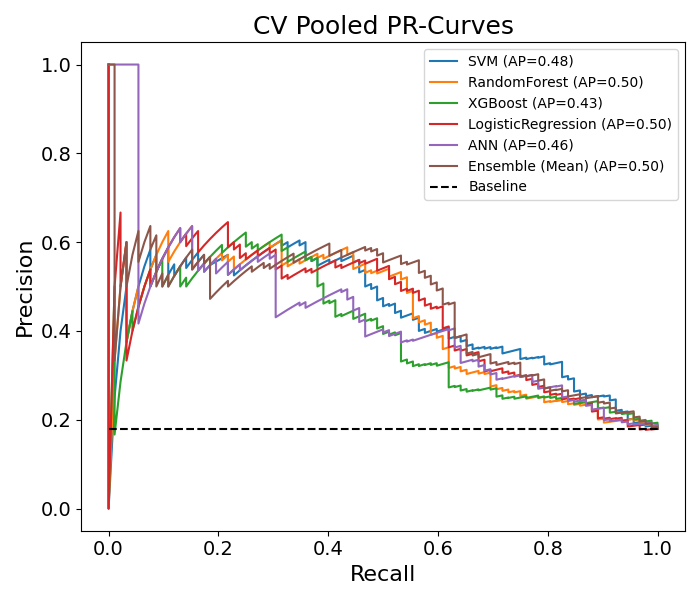 CV Pooled PR-Curves
SVM (AP=0.48)
RandomForest (AP=0.50)
XGBoost (AP=0.43)
LogisticRegression (AP=0.50)
ANN (AP=0.46)
Ensemble (Mean) (AP=0.50)
Baseline
Precision
1.0
0.8
0.6
0.4
0.2
0.0
0.0 0.2 0.4 0.6 0.8 1.0
Recall